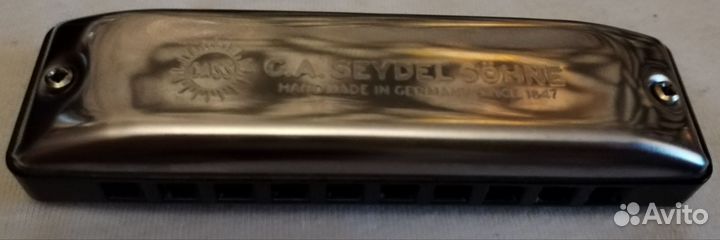 C.A. SEYDEL SÖHNE
HAND MADE IN GERMANY SINCE 1847
Avito